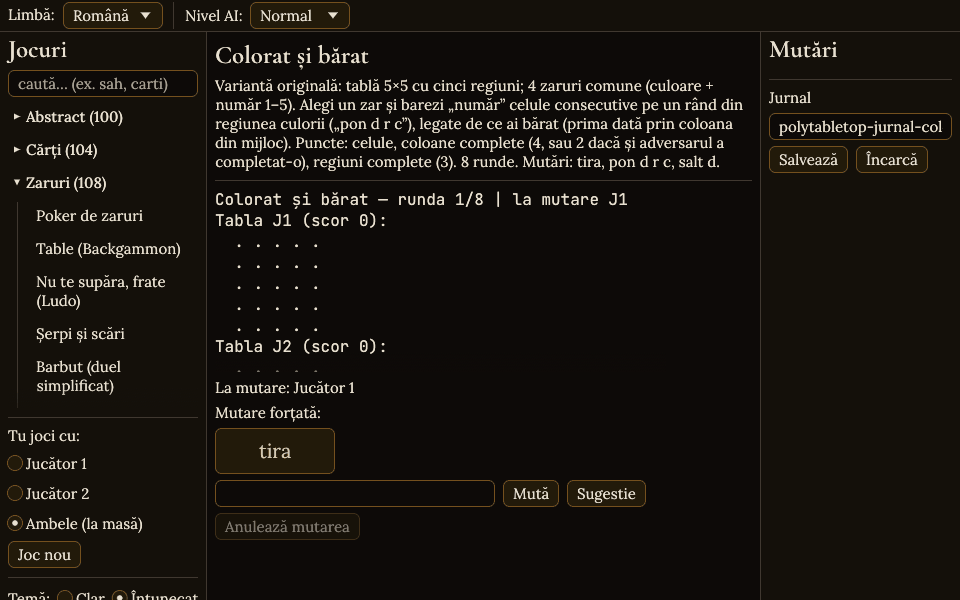 Limbă: Română ▼ Nivel AI: Normal ▼
Jocuri
caută... (ex. sah, carti)
▸ Abstract (100)
▸ Cărți (104)
▾ Zaruri (108)
Poker de zaruri
Table (Backgammon)
Nu te supăra, frate
(Ludo)
Șerpi și scări
Barbut (duel
simplificat)
Tu joci cu:
Jucător 1
Jucător 2
Ambele (la masă)
Joc nou
Temă: Clar Întunecat
Colorat și bărat
Variantă originală: tablă 5×5 cu cinci regiuni; 4 zaruri comune (culoare +
număr 1–5). Alegi un zar și barezi „număr” celule consecutive pe un rând din
regiunea culorii („pon d r c”), legate de ce ai bărat (prima dată prin coloana
din mijloc). Puncte: celule, coloane complete (4, sau 2 dacă și adversarul a
completat-o), regiuni complete (3). 8 runde. Mutări: tira, pon d r c, salt d.
Colorat și bărat — runda 1/8 | la mutare J1
Tabla J1 (scor 0):
. . . . .
. . . . .
. . . . .
. . . . .
. . . . .
Tabla J2 (scor 0):
. . . . .
La mutare: Jucător 1
Mutare forțată:
tira
Mută Sugestie
Anulează mutarea
Mutări
Jurnal
polytabletop-jurnal-col
Salvează Încarcă